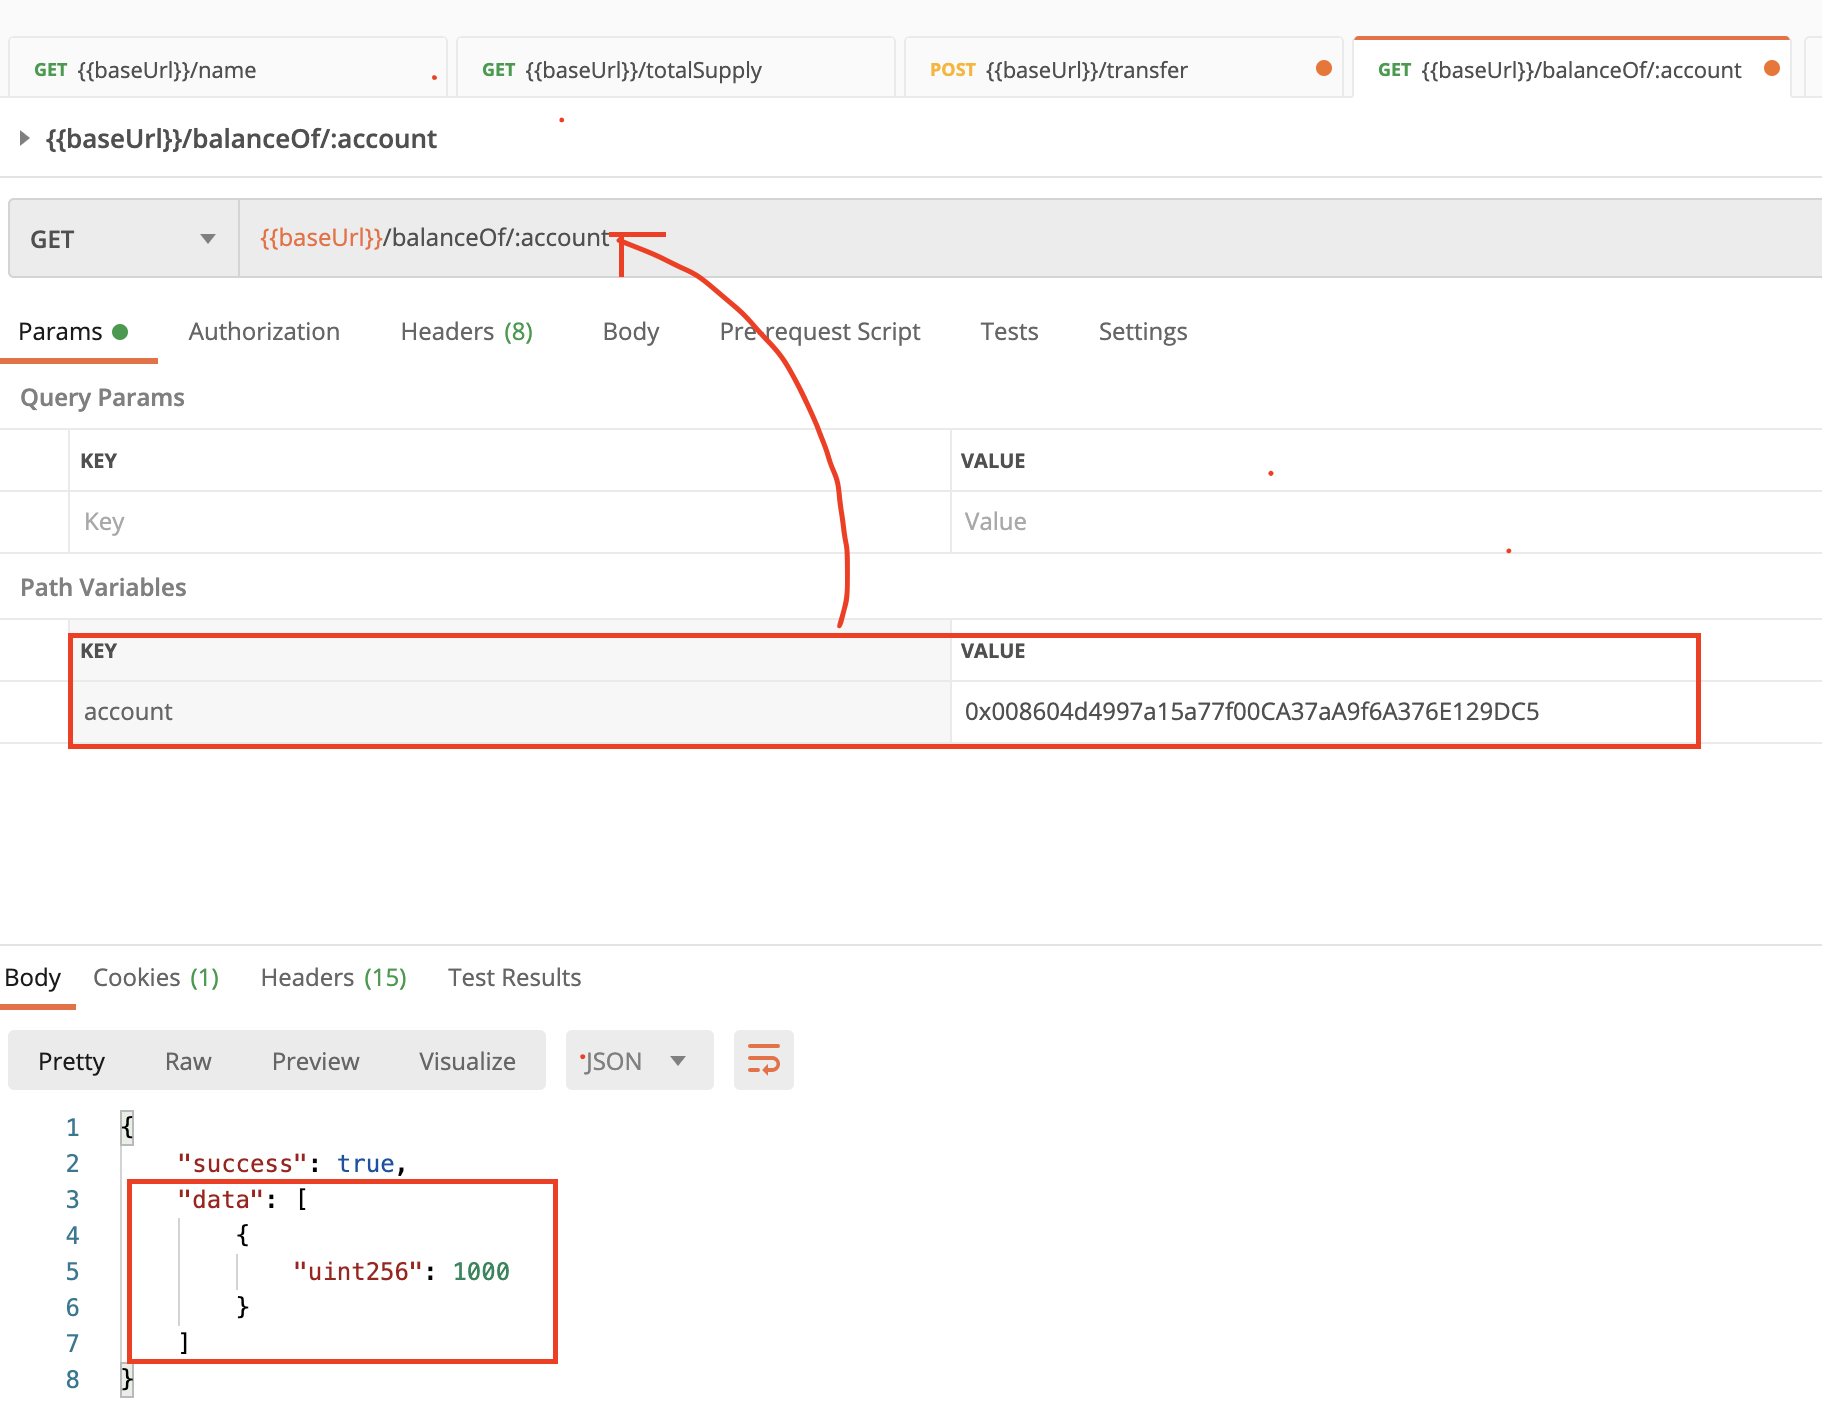 GET {{baseUrl}}/name
GET {{baseUrl}}/totalSupply
POST {{baseUrl}}/transfer
GET {{baseUrl}}/balanceOf/:account
{{baseUrl}}/balanceOf/:account
GET
{{baseUrl}}/balanceOf/:account
Params Authorization Headers (8) Body Pre-request Script Tests Settings
Query Params
KEY VALUE
Key Value
Path Variables
KEY VALUE
account 0x008604d4997a15a77f00CA37aA9f6A376E129DC5
Body Cookies (1) Headers (15) Test Results
Pretty Raw Preview Visualize JSON
1 {
2 "success": true,
3 "data": [
4 {
5 "uint256": 1000
6 }
7 ]
8 }